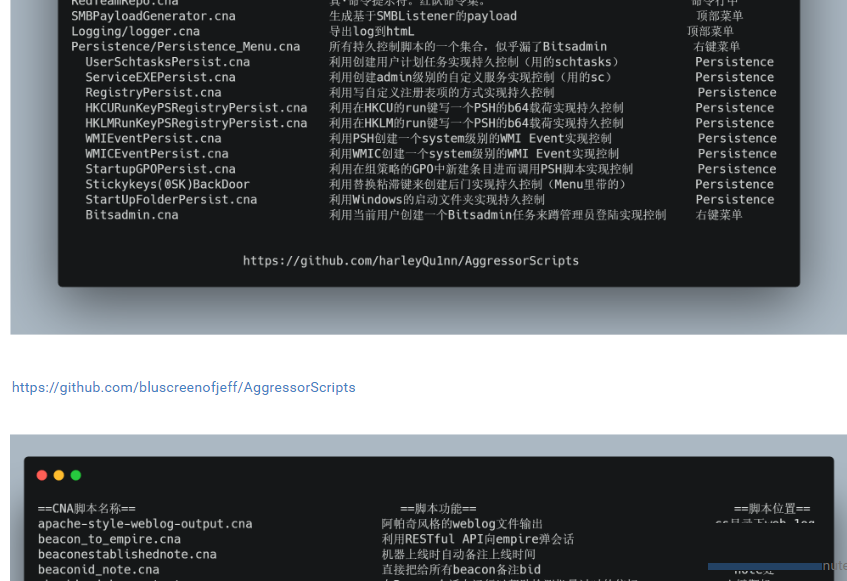 RedTeamRepo.cna 真·命令提示符。红队命令集。 命令行中
SMBPayloadGenerator.cna 生成基于SMBListener的payload 顶部菜单
Logging/logger.cna 导出log到htmL 顶部菜单
Persistence/Persistence_Menu.cna 所有持久控制脚本的一个集合，似乎漏了Bitsadmin 右键菜单
UserSchtasksPersist.cna 利用创建用户计划任务实现持久控制（用的schtasks） Persistence
ServiceEXEPersist.cna 利用创建admin级别的自定义服务实现控制（用的sc） Persistence
RegistryPersist.cna 利用写自定义注册表项的方式实现持久控制 Persistence
HKCURunKeyPSRegistryPersist.cna 利用在HKCU的run键写一个PSH的b64载荷实现持久控制 Persistence
HKLMRunKeyPSRegistryPersist.cna 利用在HKLM的run键写一个PSH的b64载荷实现持久控制 Persistence
WMIEventPersist.cna 利用PSH创建一个system级别的WMI Event实现控制 Persistence
WMICEventPersist.cna 利用WMIC创建一个system级别的WMI Event实现控制 Persistence
StartupGPOPersist.cna 利用在组策略的GPO中新建条目进而调用PSH脚本实现控制 Persistence
Stickykeys(0SK)BackDoor 利用替换粘滞键来创建后门实现持久控制（Menu里带的） Persistence
StartUpFolderPersist.cna 利用Windows的启动文件夹实现持久控制 Persistence
Bitsadmin.cna 利用当前用户创建一个Bitsadmin任务来蹲管理员登陆实现控制 右键菜单
https://github.com/harleyQu1nn/AggressorScripts
https://github.com/bluscreenofjeff/AggressorScripts
==CNA脚本名称== ==脚本功能== ==脚本位置==
apache-style-weblog-output.cna 阿帕奇风格的weblog文件输出 cs目录下web log
beacon_to_empire.cna 利用RESTful API向empire弹会话
beaconestablishednote.cna 机器上线时自动备注上线时间
beaconid_note.cna 直接把给所有beacon备注bid note处